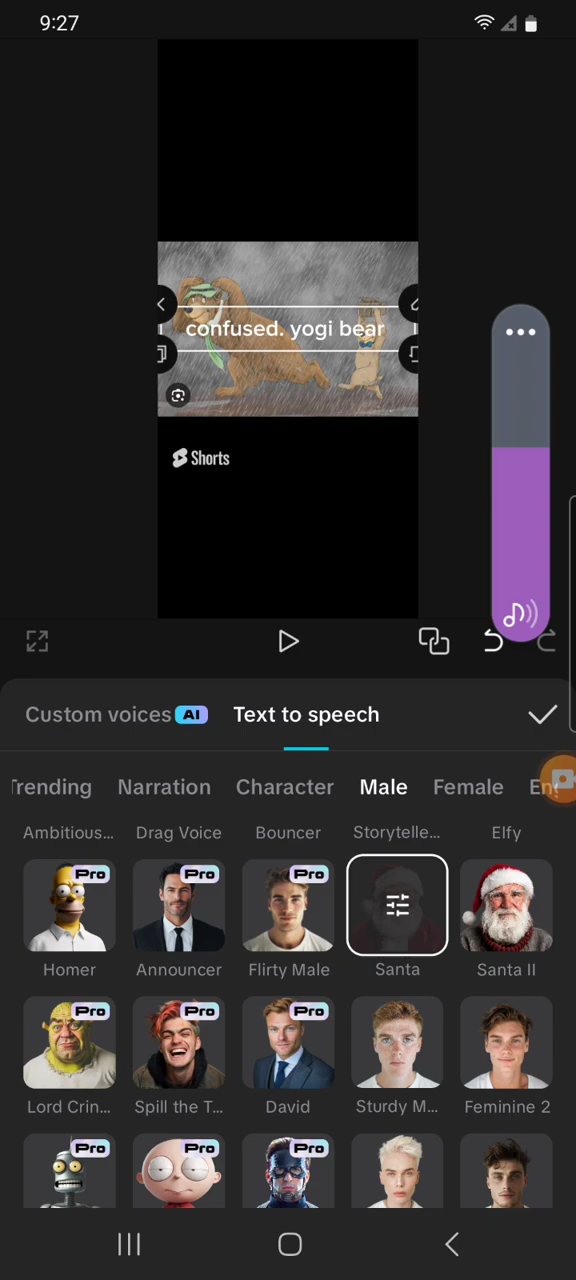 9:27
confused. yogi bear
Shorts
Custom voices AI Text to speech
Trending Narration Character Male Female
Ambitious... Drag Voice Bouncer Storytelle... Elfy
Pro Pro Pro
Homer Announcer Flirty Male Santa Santa II
Pro Pro Pro
Lord Crin... Spill the T... David Sturdy M... Feminine 2
Pro Pro Pro